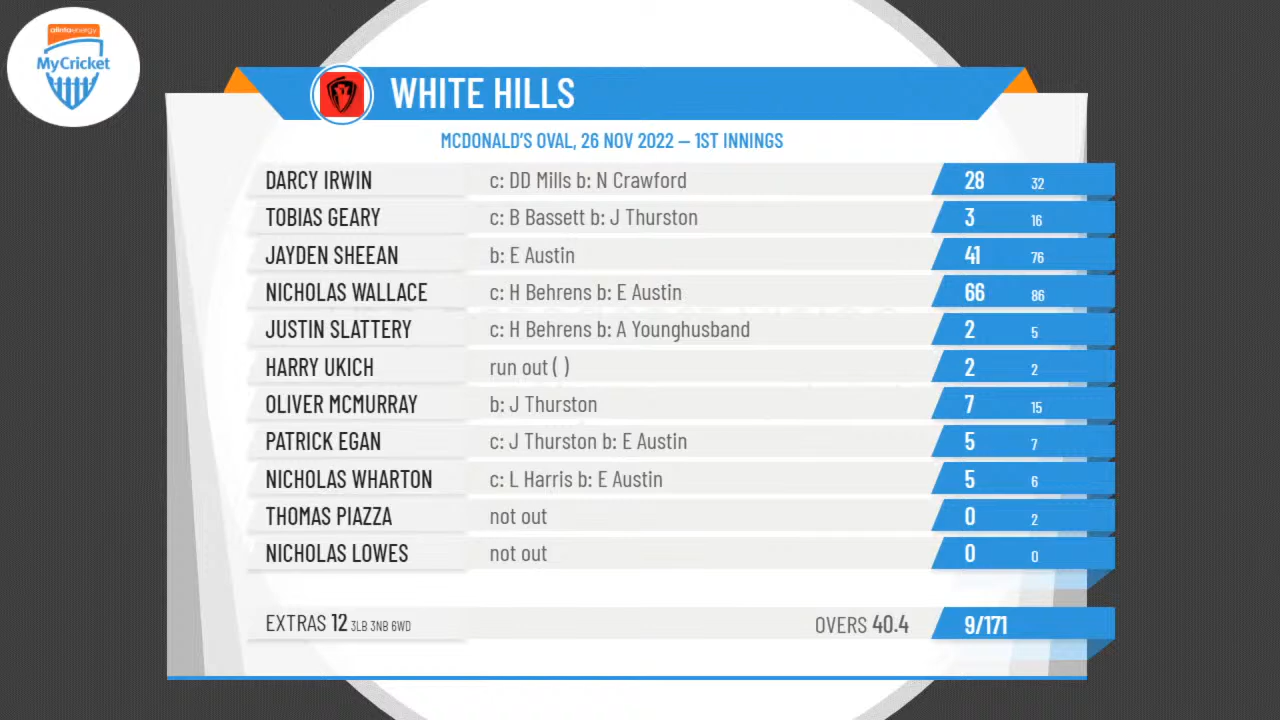 alinta energy
MyCricket
WHITE HILLS
MCDONALD'S OVAL, 26 NOV 2022 – 1ST INNINGS
DARCY IRWIN c: DD Mills b: N Crawford 28 32
TOBIAS GEARY c: B Bassett b: J Thurston 3 16
JAYDEN SHEEAN b: E Austin 41 76
NICHOLAS WALLACE c: H Behrens b: E Austin 66 86
JUSTIN SLATTERY c: H Behrens b: A Younghusband 2 5
HARRY UKICH run out ( ) 2 2
OLIVER MCMURRAY b: J Thurston 7 15
PATRICK EGAN c: J Thurston b: E Austin 5 7
NICHOLAS WHARTON c: L Harris b: E Austin 5 6
THOMAS PIAZZA not out 0 2
NICHOLAS LOWES not out 0 0
EXTRAS 12 3LB 3NB 6WD OVERS 40.4 9/171